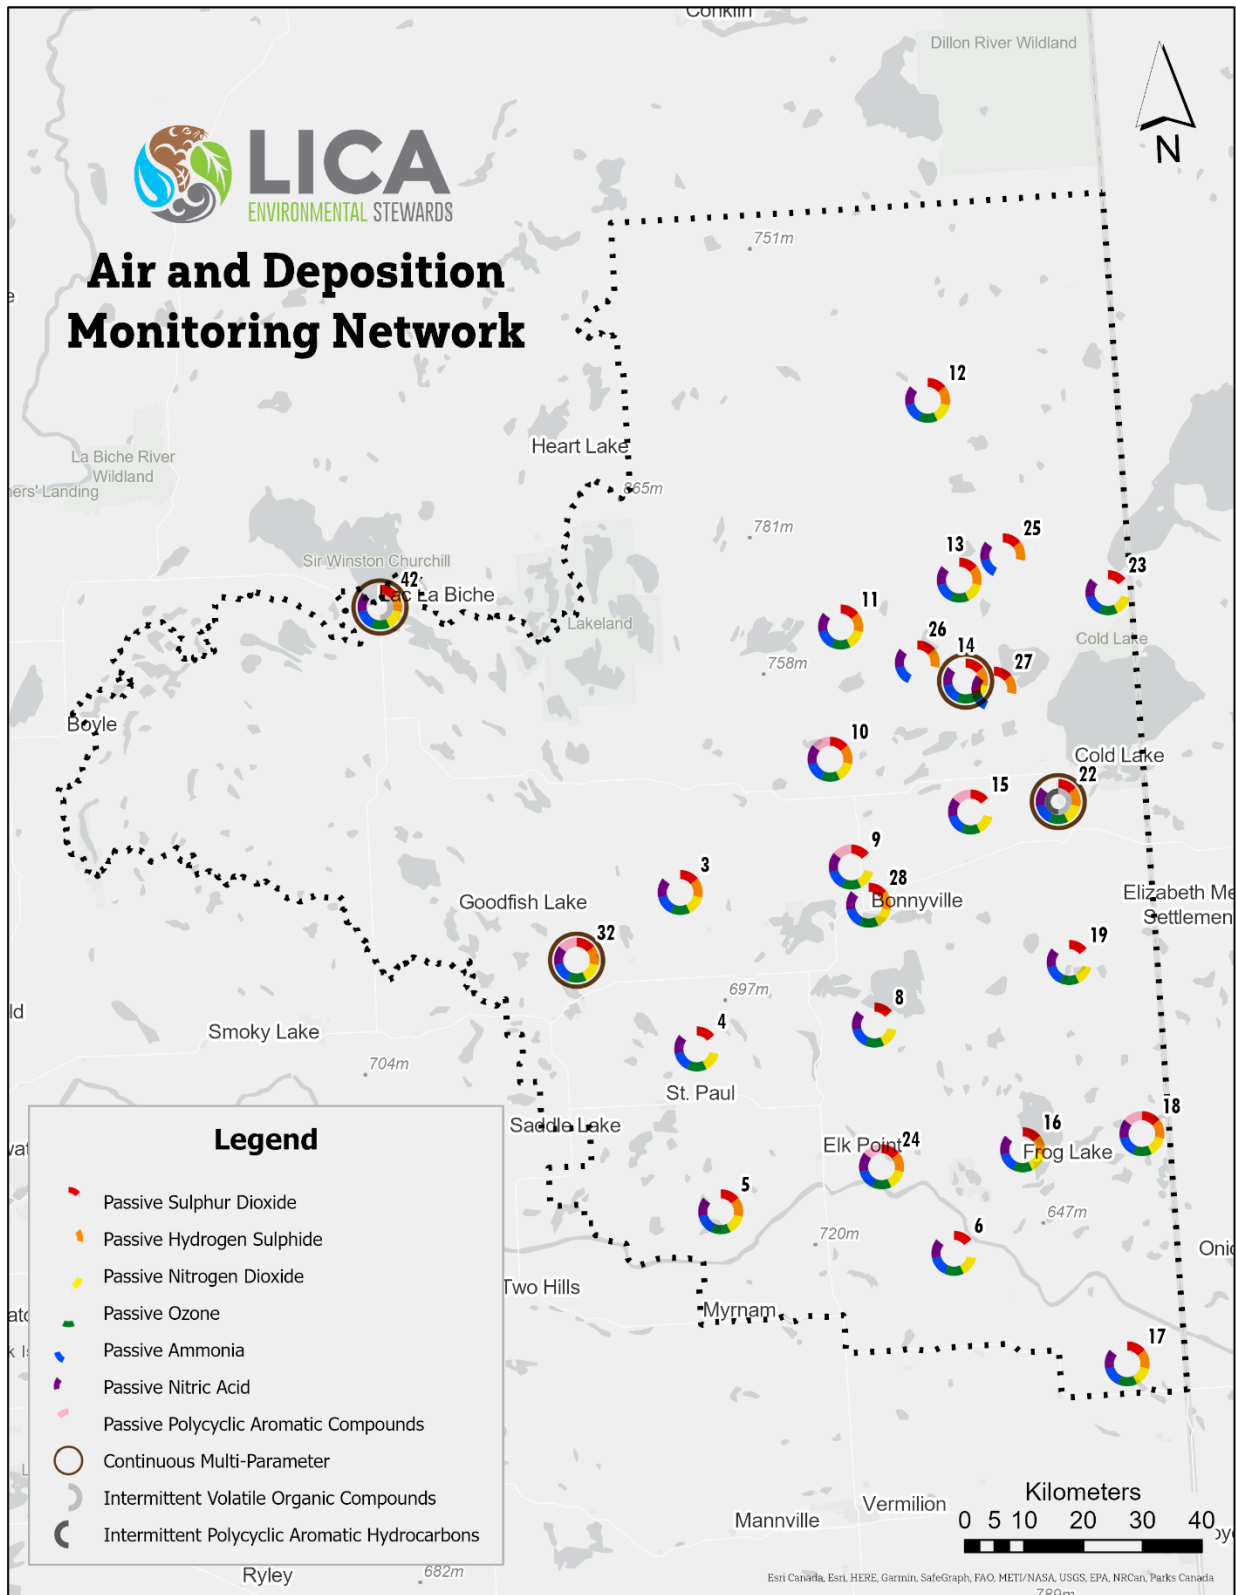 Conklin
Dillon River Wildland
N
LICA
ENVIRONMENTAL STEWARDS
Air and Deposition
Monitoring Network
751m
12
Heart Lake
La Biche River
Wildland
ners' Landing
865m
781m
25
13
23
Sir Winston Churchill
42
Lac La Biche
11
Lakeland
Cold Lake
26
14
27
758m
Boyle
10
Cold Lake
22
15
9
3
28
Goodfish Lake
Bonnyville
Elizabeth Me
Settlemen
32
19
697m
8
ld
Smoky Lake
4
704m
St. Paul
18
Saddle Lake
16
Elk Point
24
Frog Lake
5
647m
6
720m
Onic
Two Hills
Myrnam
17
Legend
Passive Sulphur Dioxide
Passive Hydrogen Sulphide
Passive Nitrogen Dioxide
Passive Ozone
Passive Ammonia
Passive Nitric Acid
Passive Polycyclic Aromatic Compounds
Continuous Multi-Parameter
Intermittent Volatile Organic Compounds
Intermittent Polycyclic Aromatic Hydrocarbons
Kilometers
0 5 10 20 30 40
Vermilion
Mannville
Ryley
682m
Esri Canada, Esri, HERE, Garmin, SafeGraph, FAO, METI/NASA, USGS, EPA, NRCan, Parks Canada
789m